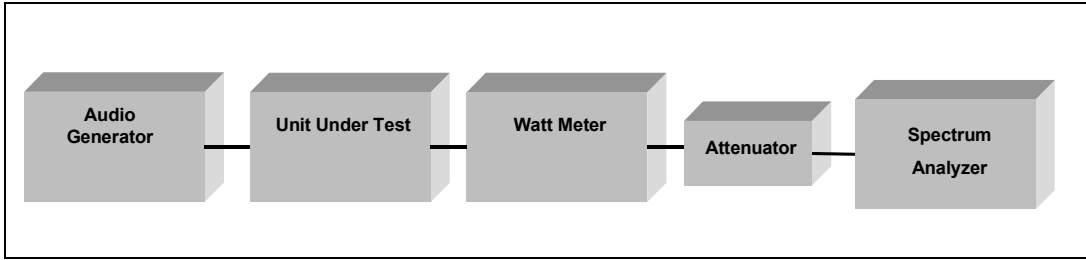 Audio
Generator
Unit Under Test
Watt Meter
Attenuator
Spectrum
Analyzer